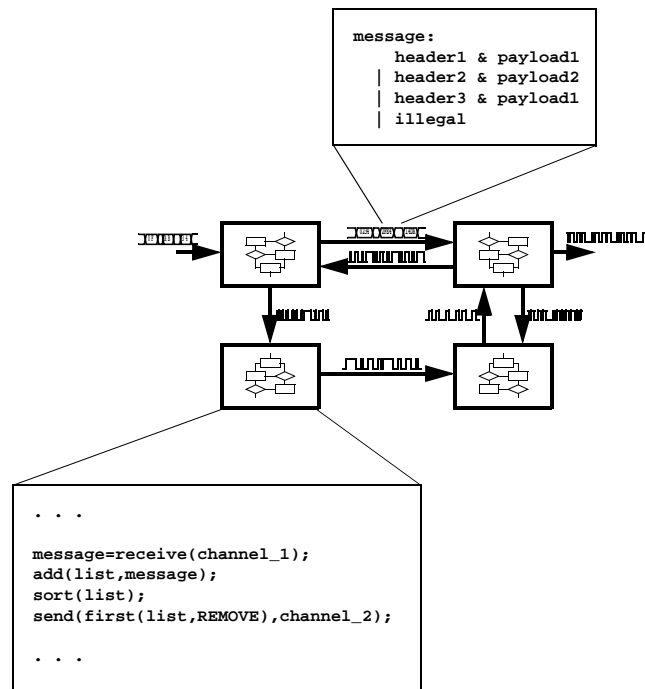 message:
header1 & payload1
| header2 & payload2
| header3 & payload1
| illegal
. . .
message=receive(channel_1);
add(list,message);
sort(list);
send(first(list,REMOVE),channel_2);
. . .